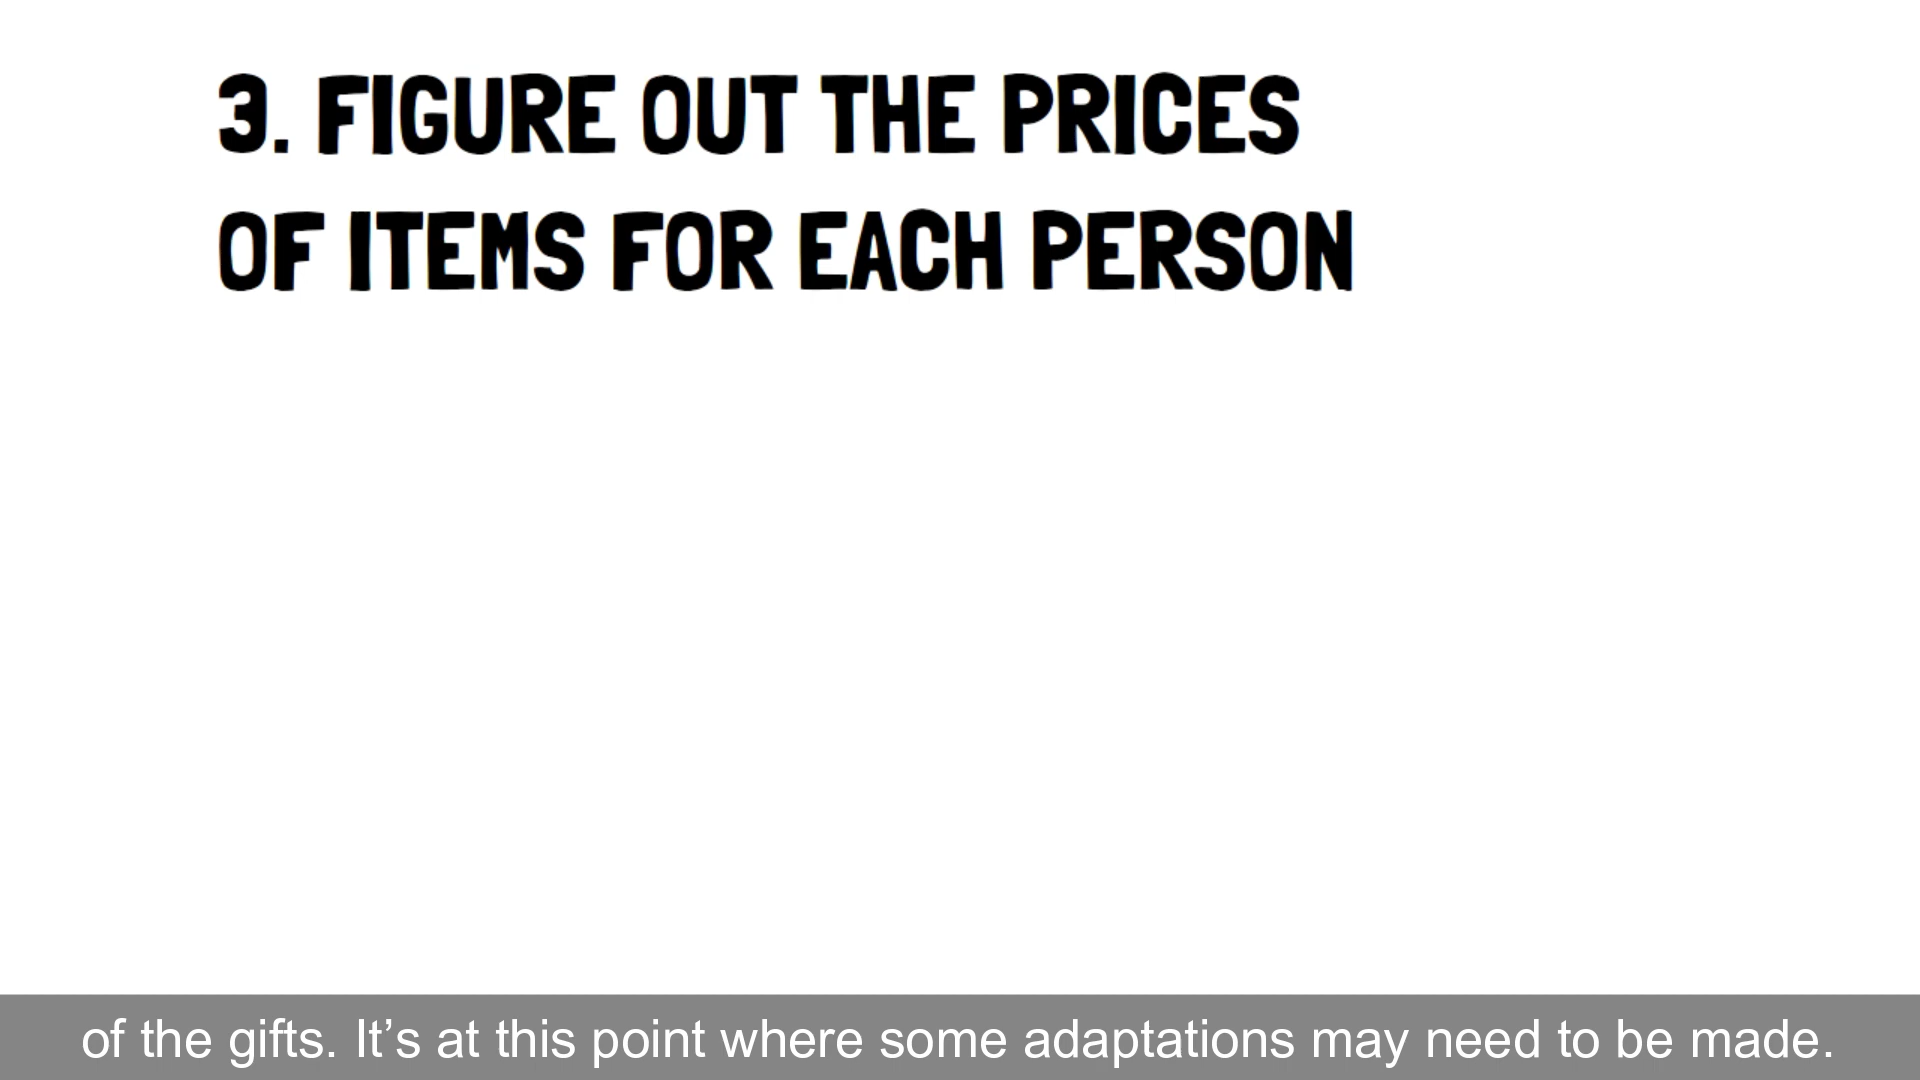 3. FIGURE OUT THE PRICES
OF ITEMS FOR EACH PERSON
of the gifts. It’s at this point where some adaptations may need to be made.